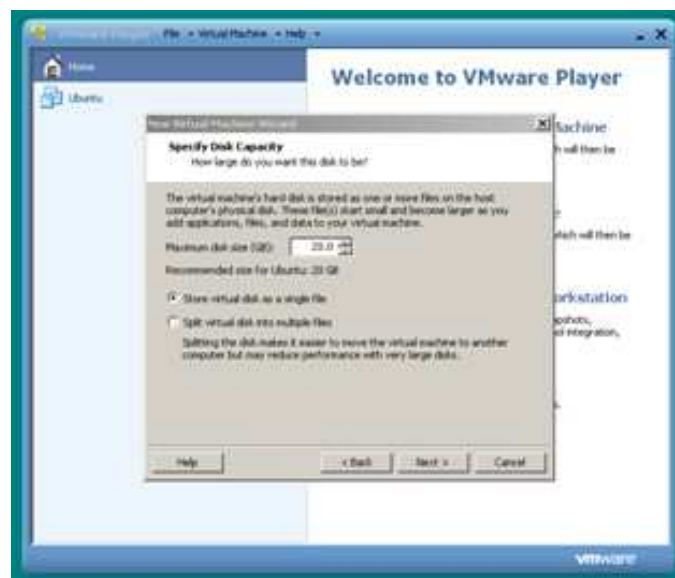 File
Virtual Machine
Help
Home
Ubuntu
Welcome to VMware Player
New Virtual Machine Wizard
Specify Disk Capacity
How large do you want this disk to be?
The virtual machine's hard disk is stored as one or more files on the host
computer's physical disk. These file(s) start small and become larger as you
add applications, files, and data to your virtual machine.
Maximum disk size (GB): 20.0
Recommended size for Ubuntu: 20 GB
Store virtual disk as a single file
Split virtual disk into multiple files
Splitting the disk makes it easier to move the virtual machine to another
computer but may reduce performance with very large disks.
Help
< Back
Next >
Cancel
achine
h will then be
which will then be
orkstation
pshots,
integration,
vmware